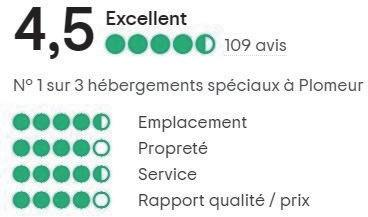 4,5 Excellent
109 avis
N° 1 sur 3 hébergements spéciaux à Plomeur
Emplacement
Propreté
Service
Rapport qualité / prix